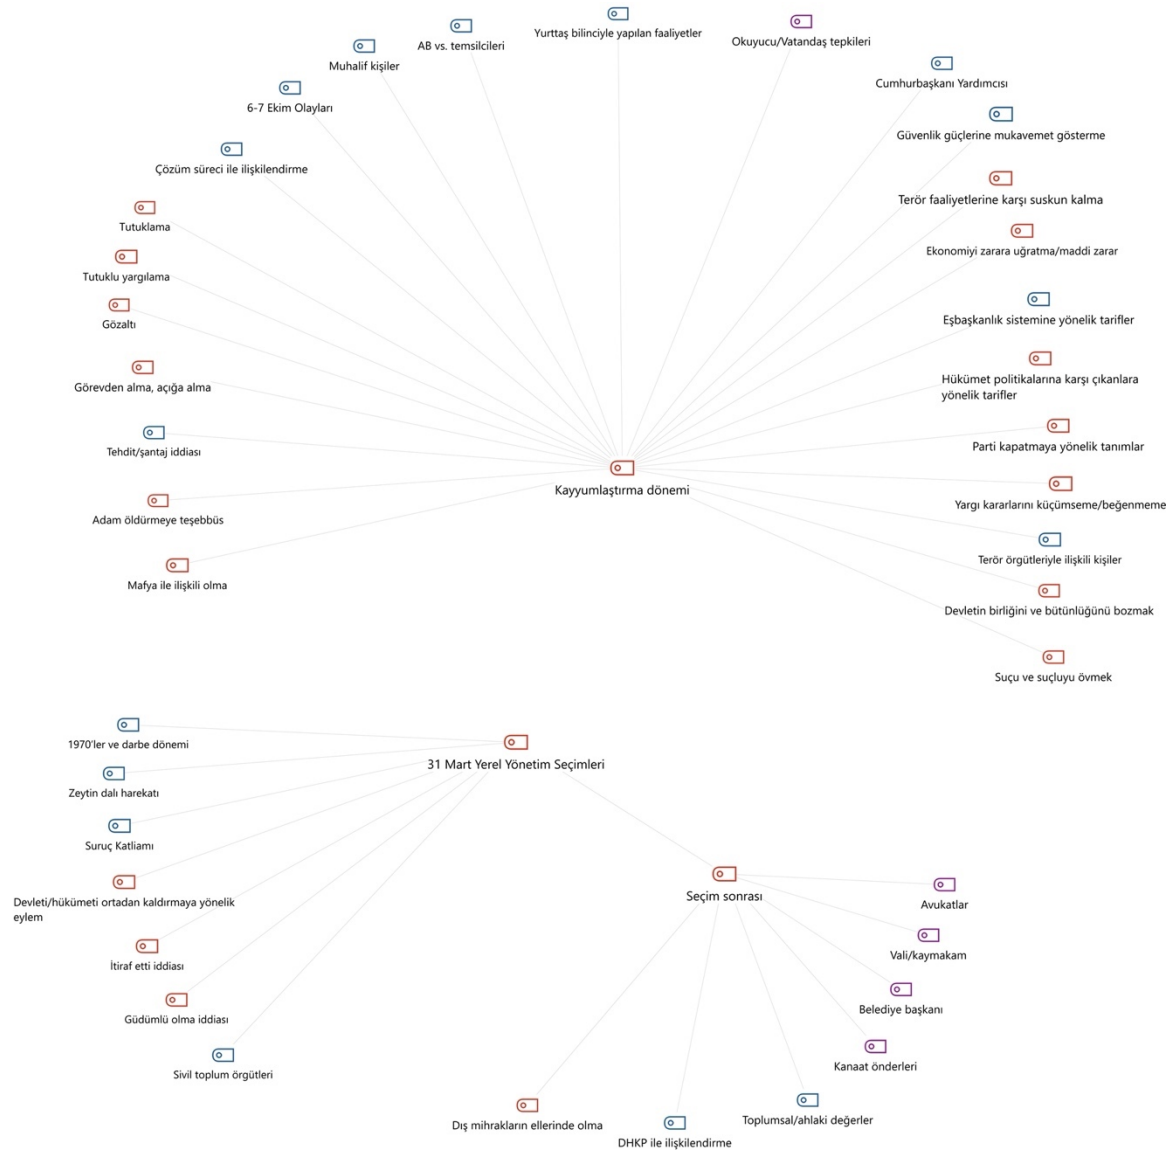 Yurttaş bilinciyle yapılan faaliyetler
Okuyucu/Vatandaş tepkileri
AB vs. temsilcileri
Muhalif kişiler
Cumhurbaşkanı Yardımcısı
6-7 Ekim Olayları
Güvenlik güçlerine mukavemet gösterme
Çözüm süreci ile ilişkilendirme
Terör faaliyetlerine karşı suskun kalma
Tutuklama
Ekonomiyi zarara uğratma/maddi zarar
Tutuklu yargılama
Gözaltı
Eşbaşkanlık sistemine yönelik tarifler
Hükümet politikalarına karşı çıkanlara
yönelik tarifler
Görevden alma, açığa alma
Parti kapatmaya yönelik tanımlar
Tehdit/şantaj iddiası
Kayyumlaştırma dönemi
Yargı kararlarını küçümseme/beğenmeme
Adam öldürmeye teşebbüs
Terör örgütleriyle ilişkili kişiler
Mafya ile ilişkili olma
Devletin birliğini ve bütünlüğünü bozmak
Suçu ve suçluyu övmek
1970'ler ve darbe dönemi
31 Mart Yerel Yönetim Seçimleri
Zeytin dalı harekatı
Suruç Katliamı
Devleti/hükümeti ortadan kaldırmaya yönelik
eylem
Seçim sonrası
Avukatlar
Vali/kaymakam
İtiraf etti iddiası
Belediye başkanı
Güdümlü olma iddiası
Kanaat önderleri
Sivil toplum örgütleri
Toplumsal/ahlaki değerler
Dış mihrakların ellerinde olma
DHKP ile ilişkilendirme